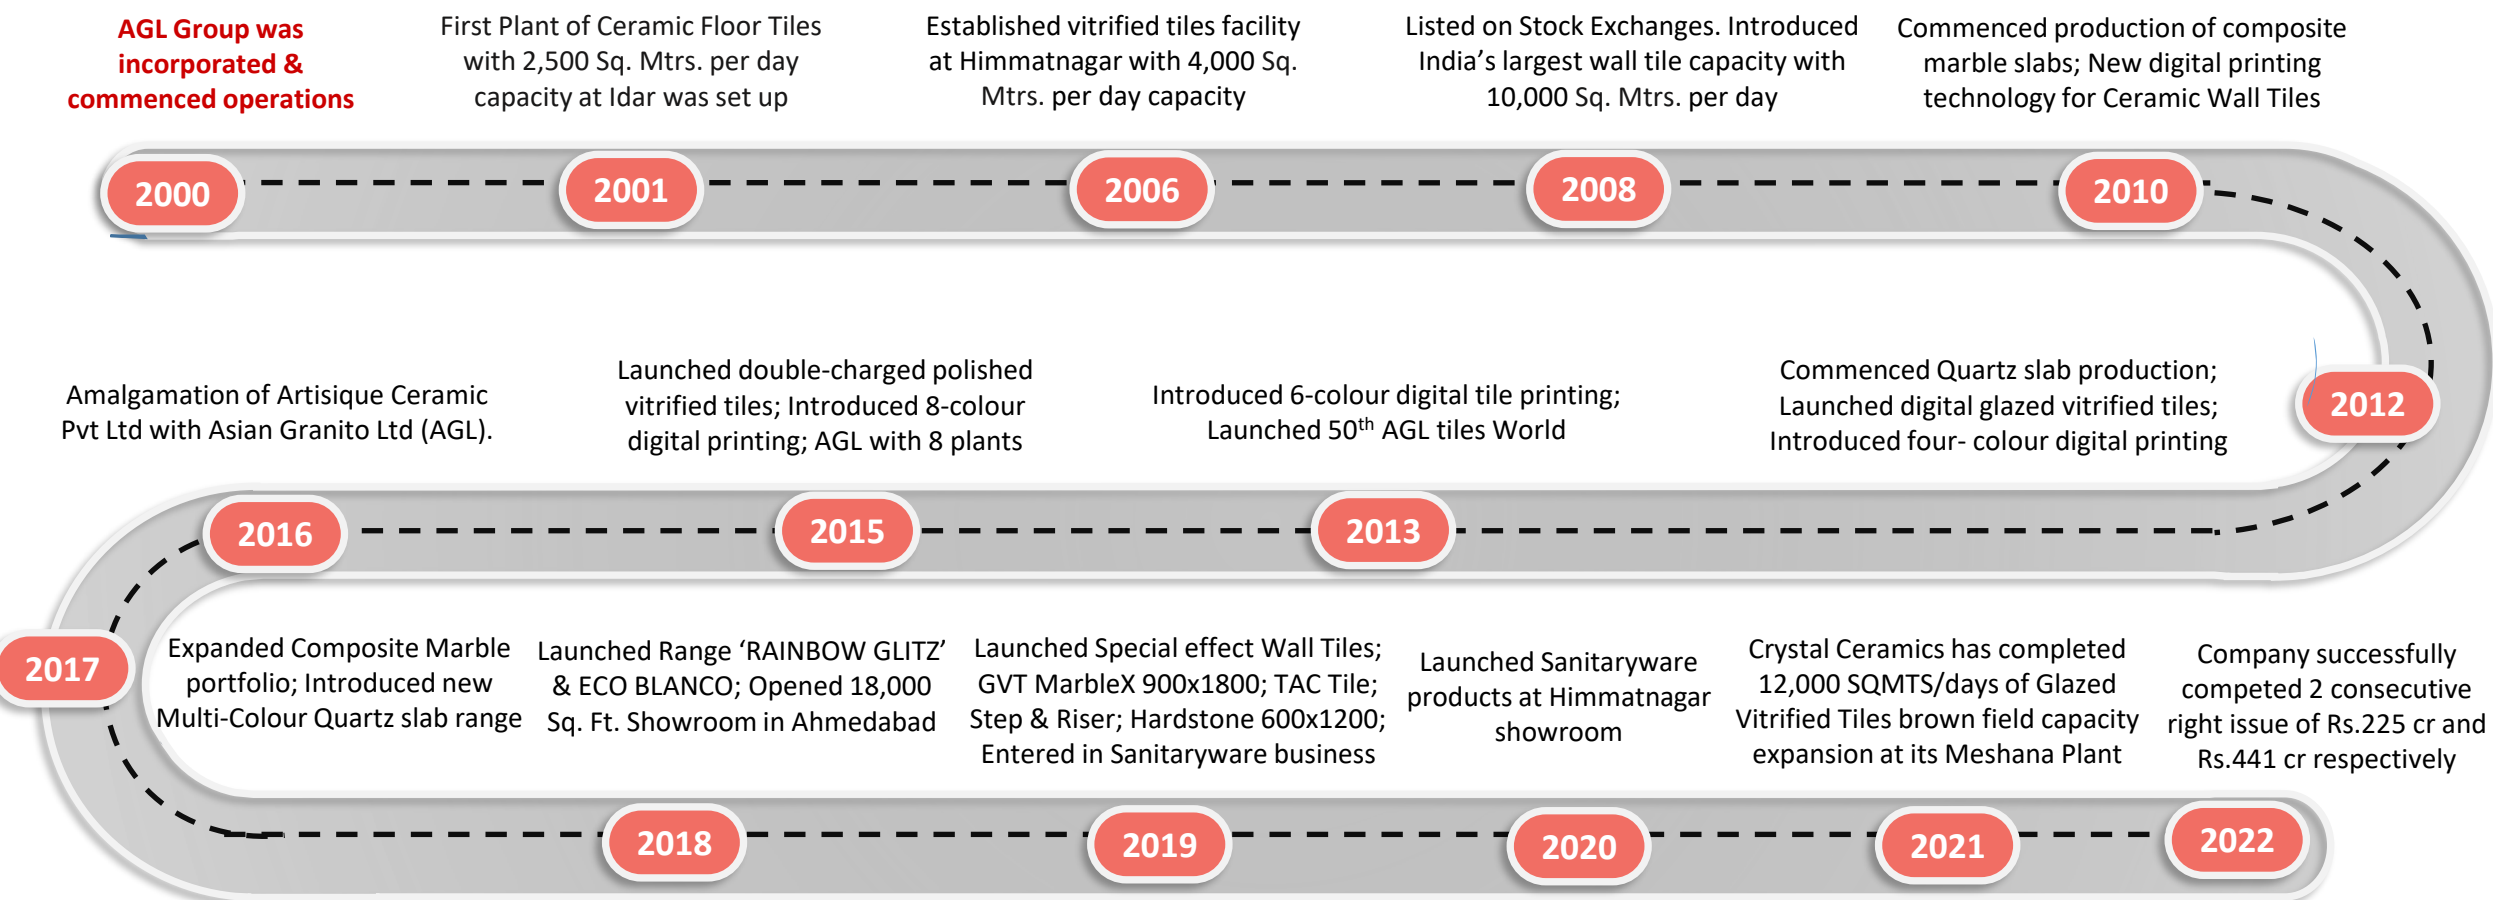 AGL Group was
incorporated &
commenced operations
First Plant of Ceramic Floor Tiles
with 2,500 Sq. Mtrs. per day
capacity at Idar was set up
Established vitrified tiles facility
at Himmatnagar with 4,000 Sq.
Mtrs. per day capacity
Listed on Stock Exchanges. Introduced
India’s largest wall tile capacity with
10,000 Sq. Mtrs. per day
Commenced production of composite
marble slabs; New digital printing
technology for Ceramic Wall Tiles
2000
2001
2006
2008
2010
Amalgamation of Artisique Ceramic
Pvt Ltd with Asian Granito Ltd (AGL).
Launched double-charged polished
vitrified tiles; Introduced 8-colour
digital printing; AGL with 8 plants
Introduced 6-colour digital tile printing;
Launched 50th AGL tiles World
Commenced Quartz slab production;
Launched digital glazed vitrified tiles;
Introduced four- colour digital printing
2012
2016
2015
2013
2017
Expanded Composite Marble
portfolio; Introduced new
Multi-Colour Quartz slab range
Launched Range ‘RAINBOW GLITZ’
& ECO BLANCO; Opened 18,000
Sq. Ft. Showroom in Ahmedabad
Launched Special effect Wall Tiles;
GVT MarbleX 900x1800; TAC Tile;
Step & Riser; Hardstone 600x1200;
Entered in Sanitaryware business
Launched Sanitaryware
products at Himmatnagar
showroom
Crystal Ceramics has completed
12,000 SQMTS/days of Glazed
Vitrified Tiles brown field capacity
expansion at its Meshana Plant
Company successfully
competed 2 consecutive
right issue of Rs.225 cr and
Rs.441 cr respectively
2018
2019
2020
2021
2022